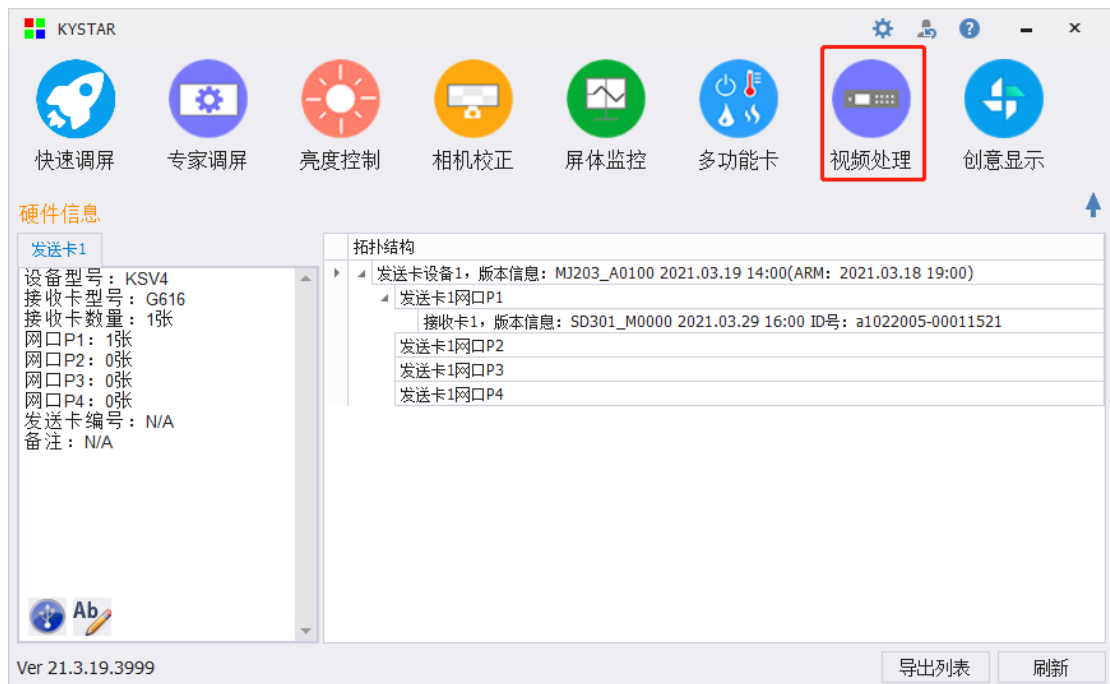 KYSTAR
快速调屏 专家调屏 亮度控制 相机校正 屏体监控 多功能卡 视频处理 创意显示
硬件信息
发送卡1
设备型号：KSV4
接收卡型号：G616
接收卡数量：1张
网口P1：1张
网口P2：0张
网口P3：0张
网口P4：0张
发送卡编号：N/A
备注：N/A
Ab
拓扑结构
发送卡设备1，版本信息：MJ203_A0100 2021.03.19 14:00(ARM：2021.03.18 19:00)
发送卡1网口P1
接收卡1，版本信息：SD301_M0000 2021.03.29 16:00 ID号：a1022005-00011521
发送卡1网口P2
发送卡1网口P3
发送卡1网口P4
Ver 21.3.19.3999
导出列表 刷新